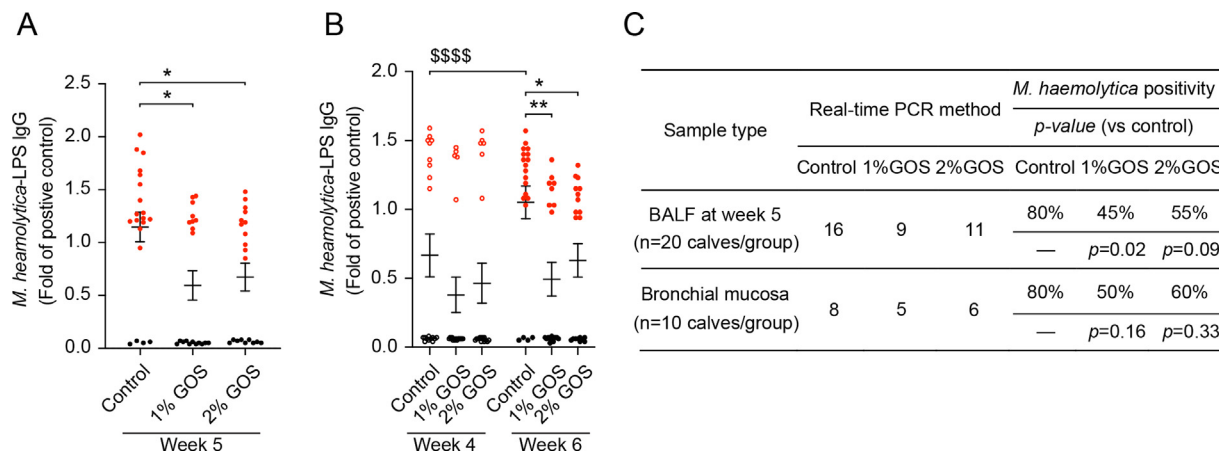 A
M. heamolytica-LPS IgG
(Fold of positive control)
2.5
2.0
1.5
1.0
0.5
0.0
*
*
Control
1% GOS
2% GOS
Week 5
B
M. heamolytica-LPS IgG
(Fold of postive control)
2.0
1.5
1.0
0.5
0.0
$$$$
*
**
Control
1% GOS
2% GOS
Control
1% GOS
2% GOS
Week 4
Week 6
C
Sample type
Real-time PCR method
M. haemolytica positivity
p-value (vs control)
Control 1%GOS 2%GOS Control 1%GOS 2%GOS
BALF at week 5
(n=20 calves/group)
16 9 11
80% 45% 55%
— p=0.02 p=0.09
Bronchial mucosa
(n=10 calves/group)
8 5 6
80% 50% 60%
— p=0.16 p=0.33